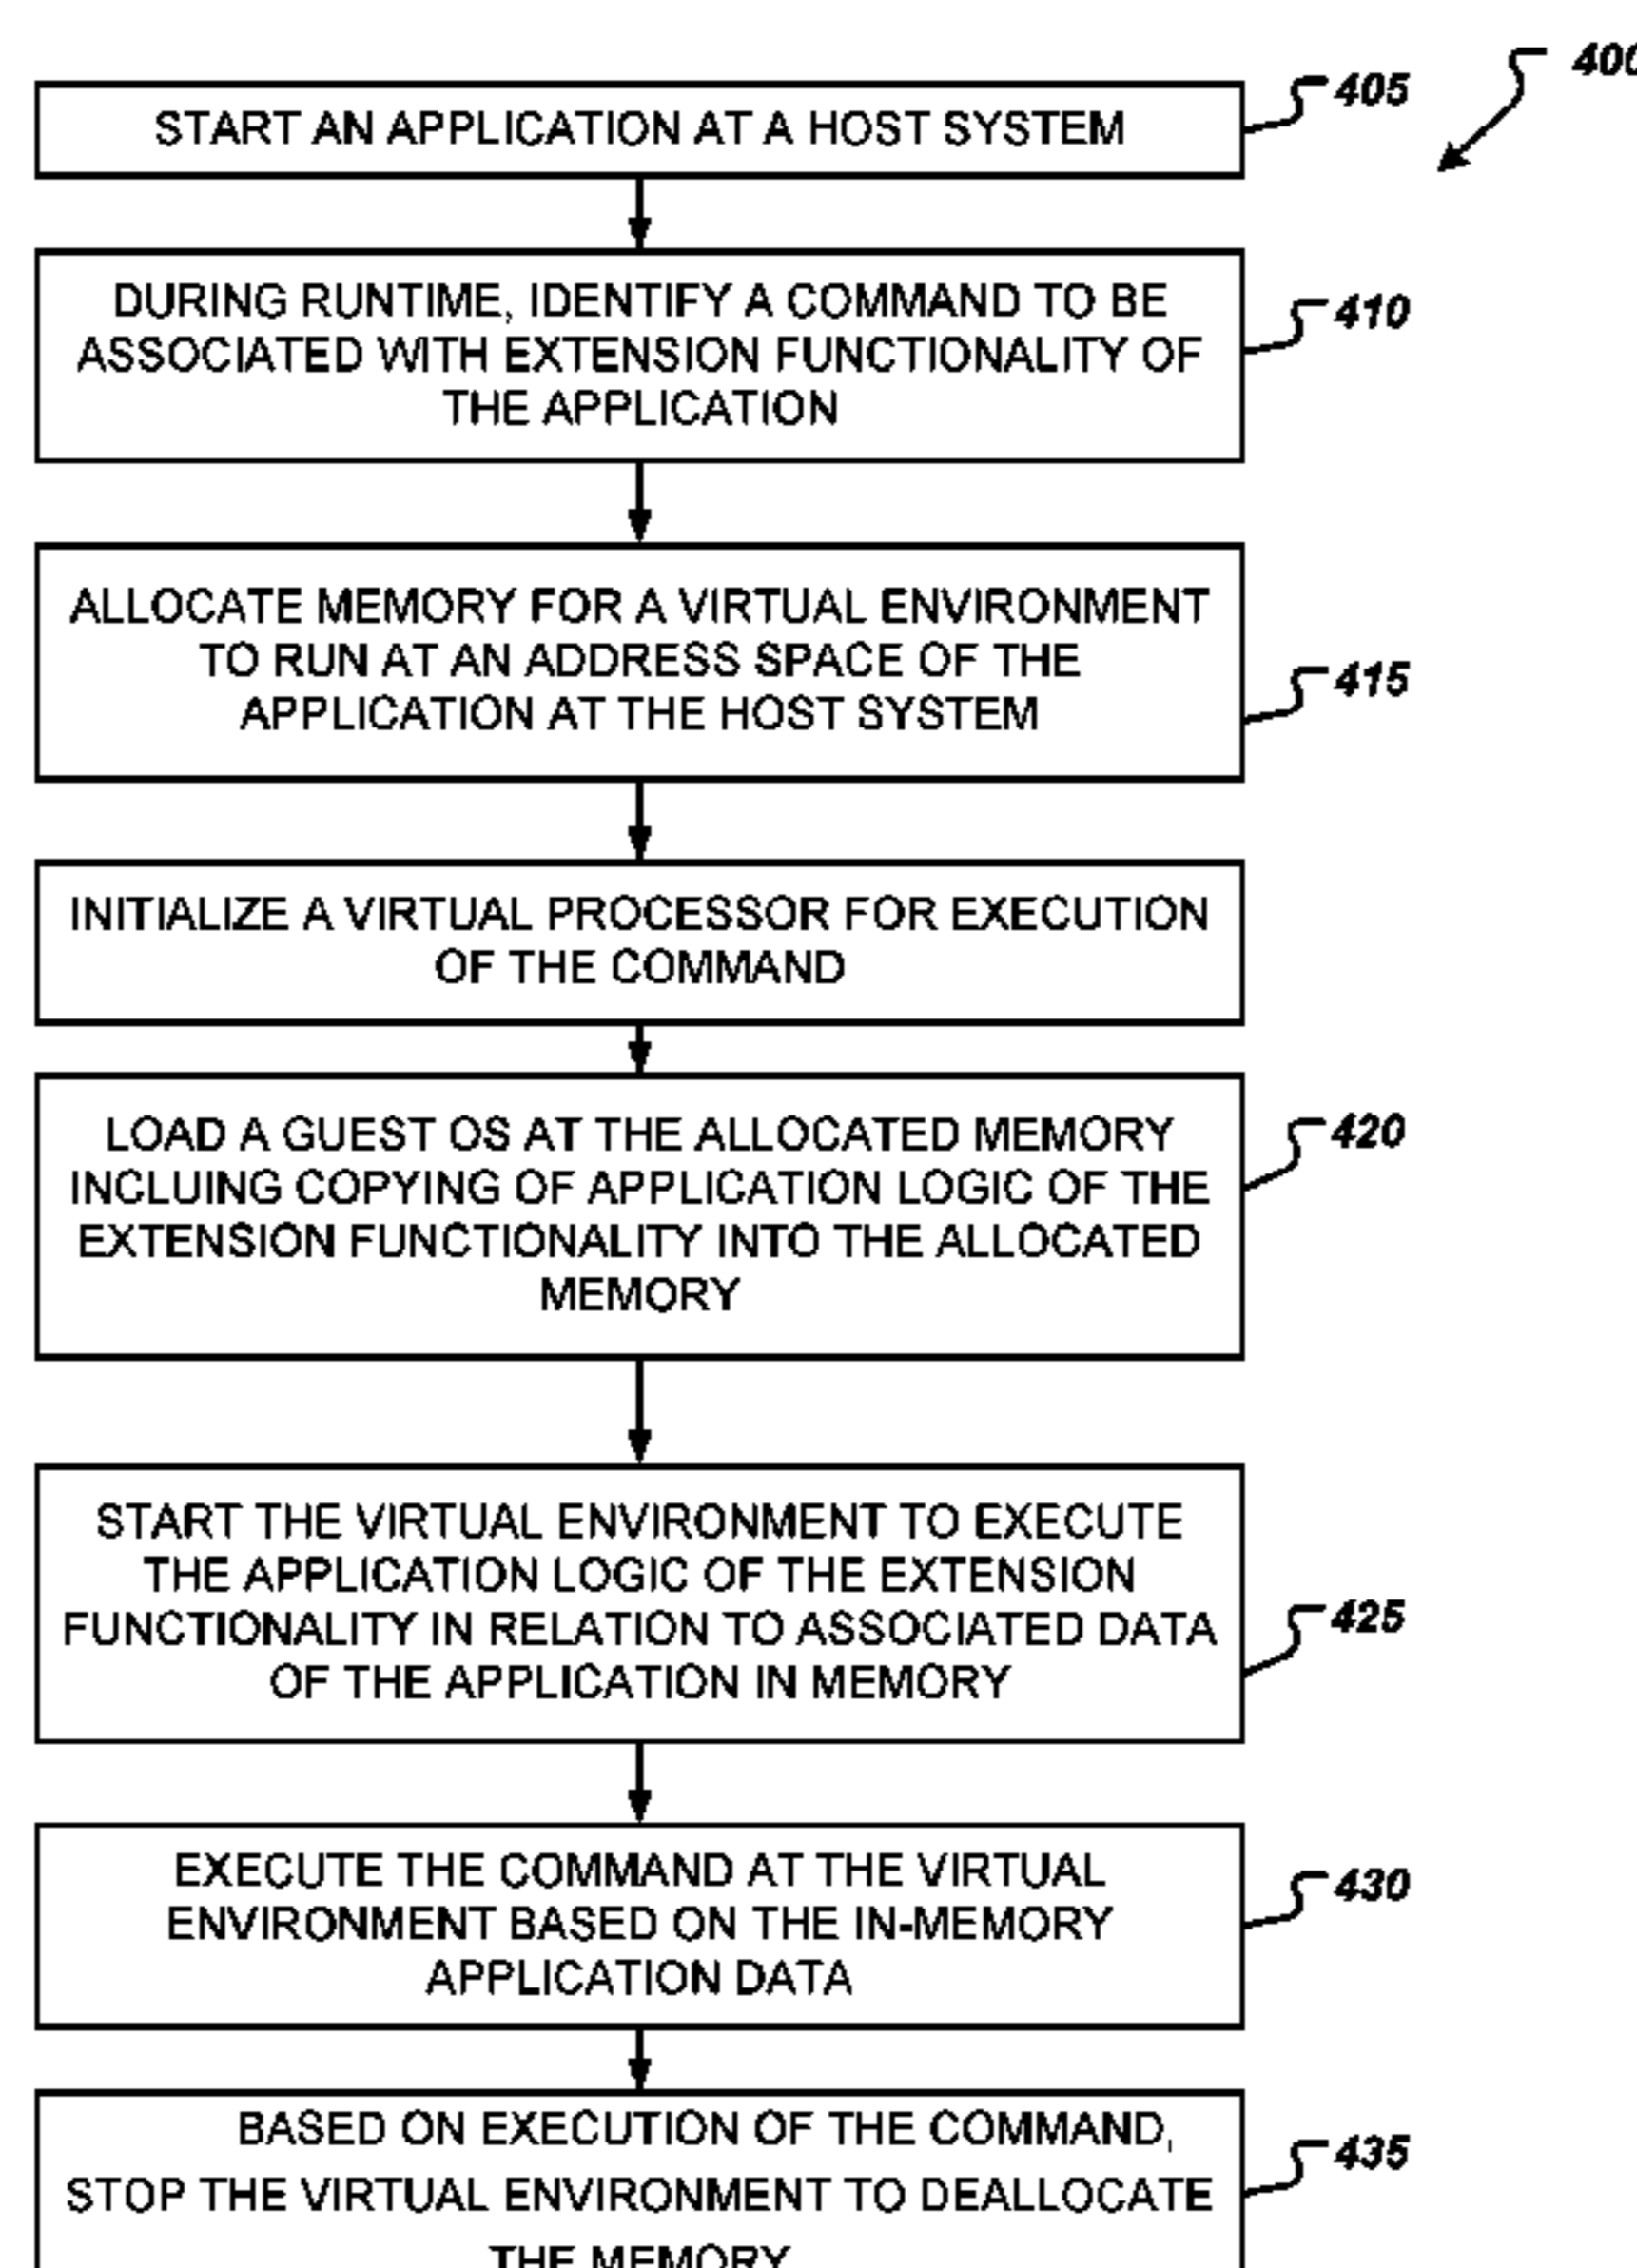 400
START AN APPLICATION AT A HOST SYSTEM
405
DURING RUNTIME, IDENTIFY A COMMAND TO BE
ASSOCIATED WITH EXTENSION FUNCTIONALITY OF
THE APPLICATION
410
ALLOCATE MEMORY FOR A VIRTUAL ENVIRONMENT
TO RUN AT AN ADDRESS SPACE OF THE
APPLICATION AT THE HOST SYSTEM
415
INITIALIZE A VIRTUAL PROCESSOR FOR EXECUTION
OF THE COMMAND
LOAD A GUEST OS AT THE ALLOCATED MEMORY
INCLUING COPYING OF APPLICATION LOGIC OF THE
EXTENSION FUNCTIONALITY INTO THE ALLOCATED
MEMORY
420
START THE VIRTUAL ENVIRONMENT TO EXECUTE
THE APPLICATION LOGIC OF THE EXTENSION
FUNCTIONALITY IN RELATION TO ASSOCIATED DATA
OF THE APPLICATION IN MEMORY
425
EXECUTE THE COMMAND AT THE VIRTUAL
ENVIRONMENT BASED ON THE IN-MEMORY
APPLICATION DATA
430
BASED ON EXECUTION OF THE COMMAND,
STOP THE VIRTUAL ENVIRONMENT TO DEALLOCATE
THE MEMORY
435